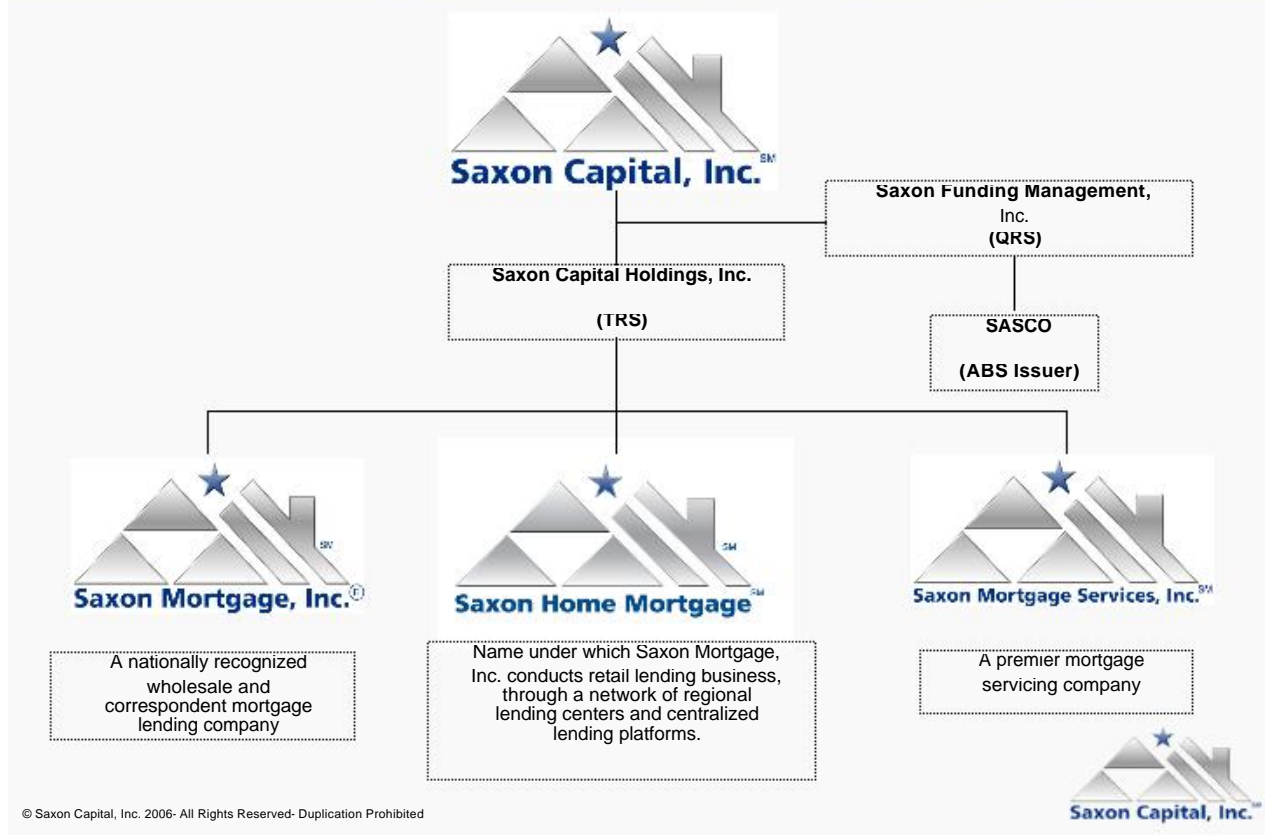 Saxon Capital, Inc. SM
Saxon Funding Management,
Inc.
(QRS)
Saxon Capital Holdings, Inc.
(TRS)
SASCO
(ABS Issuer)
SM
Saxon Mortgage, Inc.®
SM
Saxon Home Mortgage SM
Saxon Mortgage Services, Inc. SM
A nationally recognized
wholesale and
correspondent mortgage
lending company
Name under which Saxon Mortgage,
Inc. conducts retail lending business,
through a network of regional
lending centers and centralized
lending platforms.
A premier mortgage
servicing company
Saxon Capital, Inc. SM
© Saxon Capital, Inc. 2006- All Rights Reserved- Duplication Prohibited